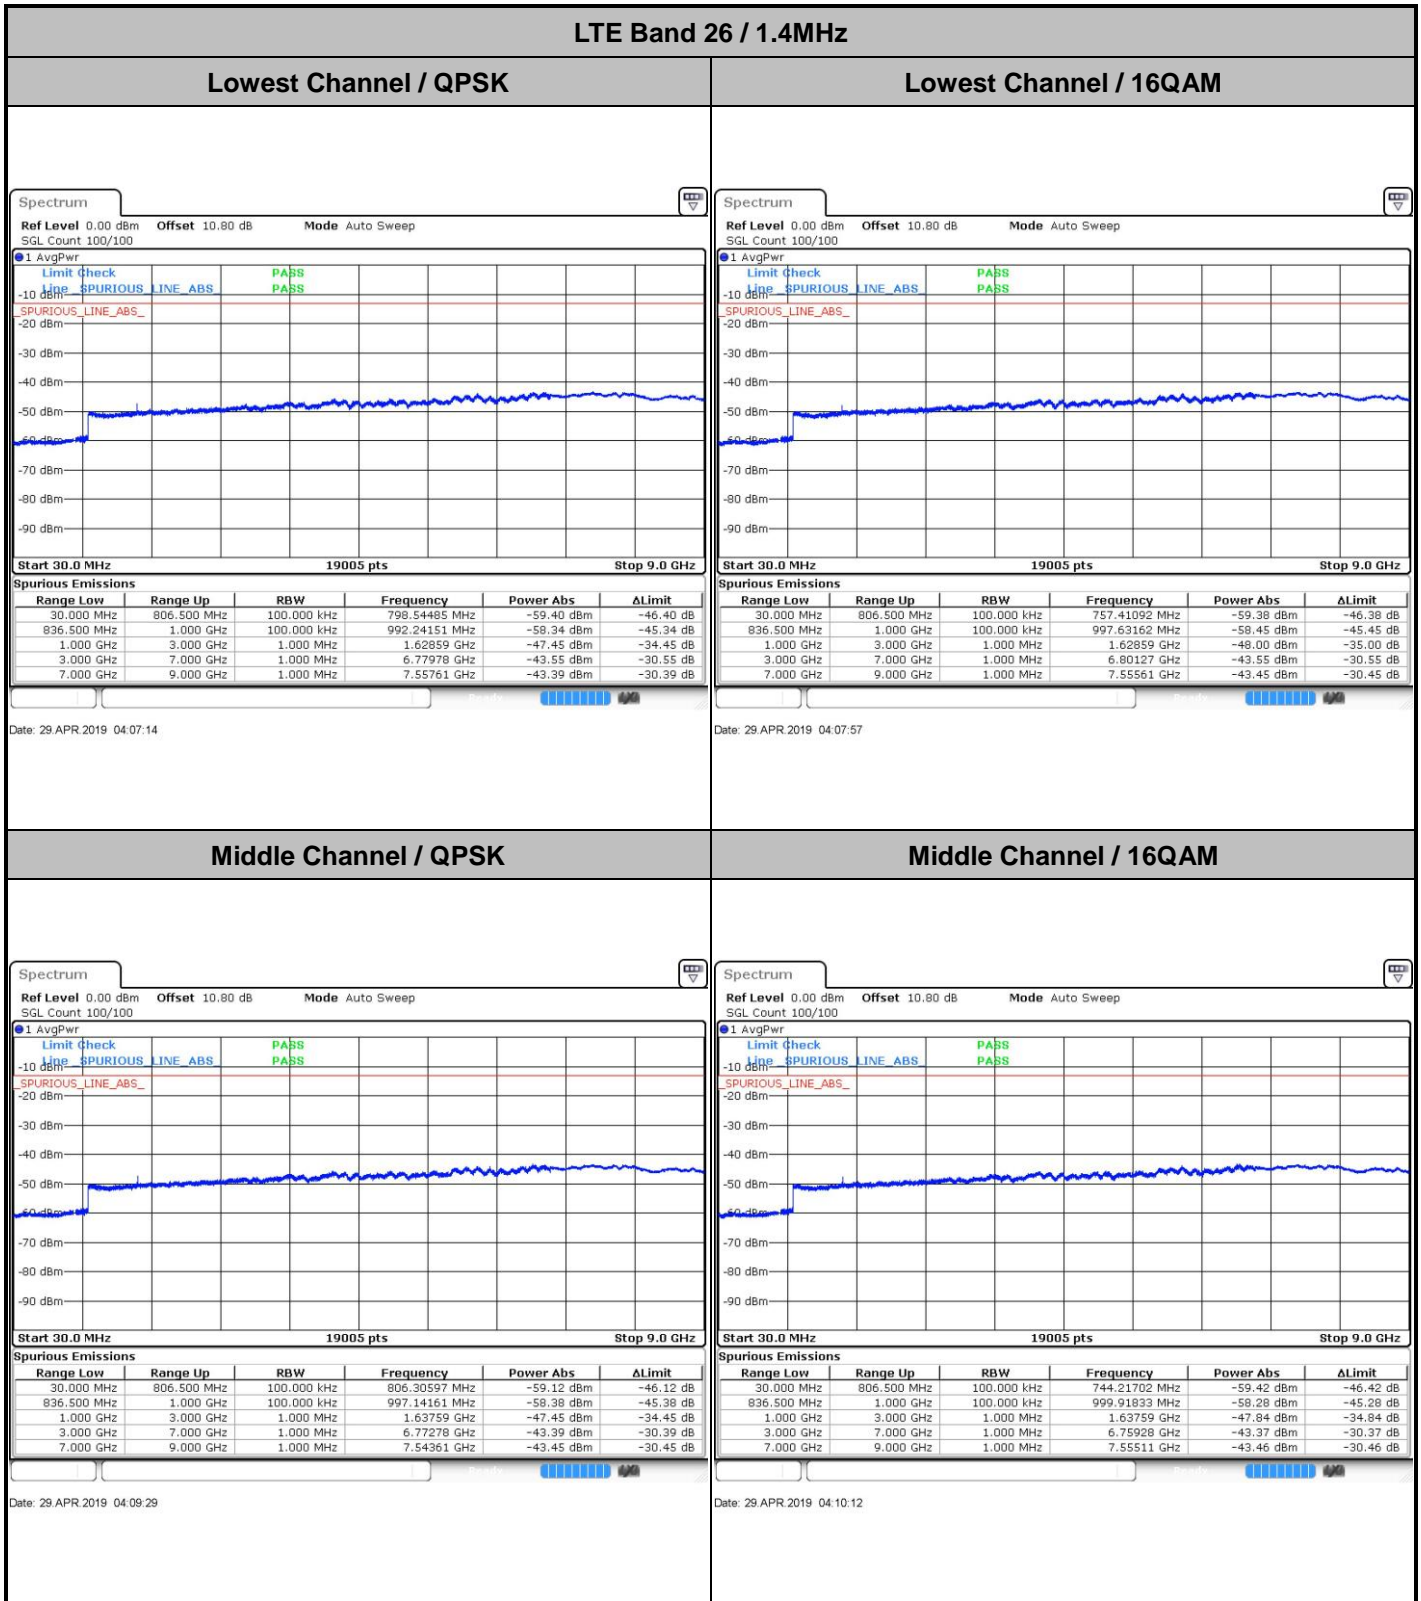 LTE Band 26 / 1.4MHz
Lowest Channel / QPSK
Lowest Channel / 16QAM
Spectrum
Ref Level 0.00 dBm Offset 10.80 dB Mode Auto Sweep
SGL Count 100/100
1 AvgPwr
Limit Check PASS
Line _SPURIOUS_LINE_ABS_ PASS
-10 dBm
_SPURIOUS_LINE_ABS_
-20 dBm
-30 dBm
-40 dBm
-50 dBm
-60 dBm
-70 dBm
-80 dBm
-90 dBm
Start 30.0 MHz 19005 pts Stop 9.0 GHz
Spurious Emissions
Range Low Range Up RBW Frequency Power Abs ΔLimit
30.000 MHz 806.500 MHz 100.000 kHz 798.54485 MHz -59.40 dBm -46.40 dB
836.500 MHz 1.000 GHz 100.000 kHz 992.24151 MHz -58.34 dBm -45.34 dB
1.000 GHz 3.000 GHz 1.000 MHz 1.62859 GHz -47.45 dBm -34.45 dB
3.000 GHz 7.000 GHz 1.000 MHz 6.77978 GHz -43.55 dBm -30.55 dB
7.000 GHz 9.000 GHz 1.000 MHz 7.55761 GHz -43.39 dBm -30.39 dB
Date: 29.APR.2019 04:07:14
Spectrum
Ref Level 0.00 dBm Offset 10.80 dB Mode Auto Sweep
SGL Count 100/100
1 AvgPwr
Limit Check PASS
Line _SPURIOUS_LINE_ABS_ PASS
-10 dBm
_SPURIOUS_LINE_ABS_
-20 dBm
-30 dBm
-40 dBm
-50 dBm
-60 dBm
-70 dBm
-80 dBm
-90 dBm
Start 30.0 MHz 19005 pts Stop 9.0 GHz
Spurious Emissions
Range Low Range Up RBW Frequency Power Abs ΔLimit
30.000 MHz 806.500 MHz 100.000 kHz 757.41092 MHz -59.38 dBm -46.38 dB
836.500 MHz 1.000 GHz 100.000 kHz 997.63162 MHz -58.45 dBm -45.45 dB
1.000 GHz 3.000 GHz 1.000 MHz 1.62859 GHz -48.00 dBm -35.00 dB
3.000 GHz 7.000 GHz 1.000 MHz 6.80127 GHz -43.55 dBm -30.55 dB
7.000 GHz 9.000 GHz 1.000 MHz 7.55561 GHz -43.45 dBm -30.45 dB
Date: 29.APR.2019 04:07:57
Middle Channel / QPSK
Middle Channel / 16QAM
Spectrum
Ref Level 0.00 dBm Offset 10.80 dB Mode Auto Sweep
SGL Count 100/100
1 AvgPwr
Limit Check PASS
Line _SPURIOUS_LINE_ABS_ PASS
-10 dBm
_SPURIOUS_LINE_ABS_
-20 dBm
-30 dBm
-40 dBm
-50 dBm
-60 dBm
-70 dBm
-80 dBm
-90 dBm
Start 30.0 MHz 19005 pts Stop 9.0 GHz
Spurious Emissions
Range Low Range Up RBW Frequency Power Abs ΔLimit
30.000 MHz 806.500 MHz 100.000 kHz 806.30597 MHz -59.12 dBm -46.12 dB
836.500 MHz 1.000 GHz 100.000 kHz 997.14161 MHz -58.38 dBm -45.38 dB
1.000 GHz 3.000 GHz 1.000 MHz 1.63759 GHz -47.45 dBm -34.45 dB
3.000 GHz 7.000 GHz 1.000 MHz 6.77278 GHz -43.39 dBm -30.39 dB
7.000 GHz 9.000 GHz 1.000 MHz 7.54361 GHz -43.45 dBm -30.45 dB
Date: 29.APR.2019 04:09:29
Spectrum
Ref Level 0.00 dBm Offset 10.80 dB Mode Auto Sweep
SGL Count 100/100
1 AvgPwr
Limit Check PASS
Line _SPURIOUS_LINE_ABS_ PASS
-10 dBm
_SPURIOUS_LINE_ABS_
-20 dBm
-30 dBm
-40 dBm
-50 dBm
-60 dBm
-70 dBm
-80 dBm
-90 dBm
Start 30.0 MHz 19005 pts Stop 9.0 GHz
Spurious Emissions
Range Low Range Up RBW Frequency Power Abs ΔLimit
30.000 MHz 806.500 MHz 100.000 kHz 744.21702 MHz -59.42 dBm -46.42 dB
836.500 MHz 1.000 GHz 100.000 kHz 999.91833 MHz -58.28 dBm -45.28 dB
1.000 GHz 3.000 GHz 1.000 MHz 1.63759 GHz -47.84 dBm -34.84 dB
3.000 GHz 7.000 GHz 1.000 MHz 6.75928 GHz -43.37 dBm -30.37 dB
7.000 GHz 9.000 GHz 1.000 MHz 7.55511 GHz -43.46 dBm -30.46 dB
Date: 29.APR.2019 04:10:12